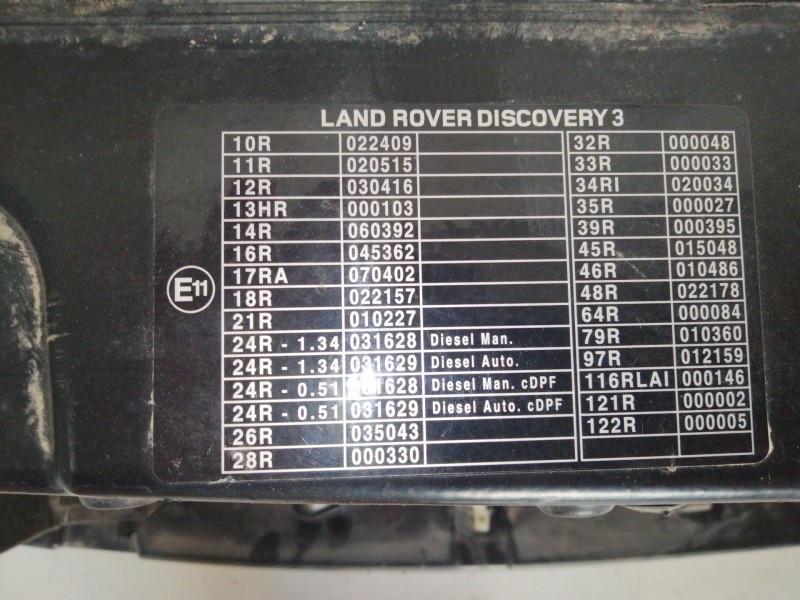 LAND ROVER DISCOVERY 3
10R 022409
11R 020515
12R 030416
13HR 000103
14R 060392
16R 045362
17RA 070402
18R 022157
21R 010227
24R - 1.34 031628 Diesel Man.
24R - 1.34 031629 Diesel Auto.
24R - 0.51 031628 Diesel Man. cDPF
24R - 0.51 031629 Diesel Auto. cDPF
26R 035043
28R 000330
32R 000048
33R 000033
34RI 020034
35R 000027
39R 000395
45R 015048
46R 010486
48R 022178
64R 000084
79R 010360
97R 012159
116RLAI 000146
121R 000002
122R 000005
E11